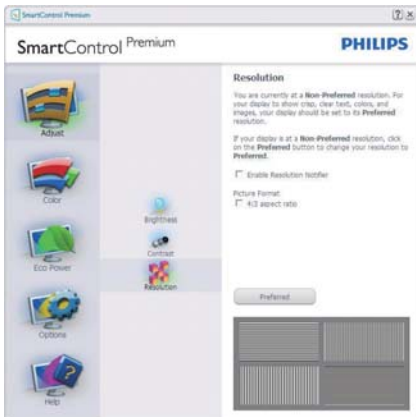 SmartControl Premium
SmartControl Premium
PHILIPS
Adjust
Color
Eco Power
Options
Help
Brightness
Contrast
Resolution
Resolution
You are currently at a Non-Preferred resolution. For
your display to show crisp, clear text, colors, and
images, your display should be set to its Preferred
resolution.
If your display is at a Non-Preferred resolution, click
on the Preferred button to change your resolution to
Preferred.
Enable Resolution Notifier
Picture Format
4:3 aspect ratio
Preferred